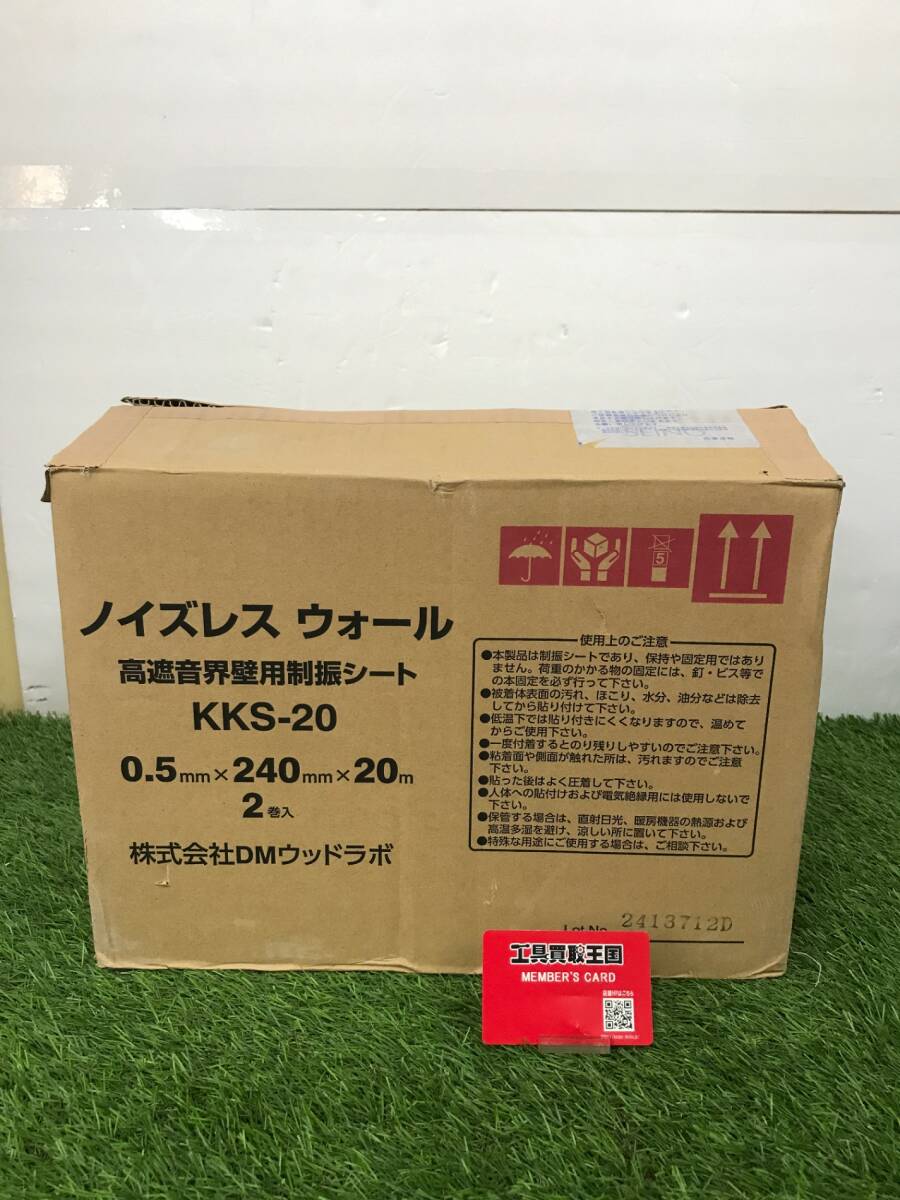 5
ノイズレス ウォール
高遮音界壁用制振シート
KKS-20
0.5mm×240mm×20m
2巻入
株式会社DMウッドラボ
使用上のご注意
●本製品は制振シートであり、保持や固定用ではあり
ません。荷重のかかる物の固定には、釘・ビス等で
の本固定を必ず行って下さい。
●被着体表面の汚れ、ほこり、水分、油分などは除去
してから貼り付けて下さい。
●低温下では貼り付きにくくなりますので、温めて
からご使用下さい。
●一度付着するとのり残りしやすいのでご注意下さい。
●粘着面や側面が触れた所は、汚れますのでご注意
下さい。
●貼った後はよく圧着して下さい。
●人体への貼付けおよび電気絶縁用には使用しないで
下さい。
●保管する場合は、直射日光、暖房機器の熱源および
高温多湿を避け、涼しい所に置いて下さい。
●特殊な用途にご使用する場合は、ご相談下さい。
Lot No. 2413712D
工具買取王国
MEMBER'S CARD
店舗HPはこちら